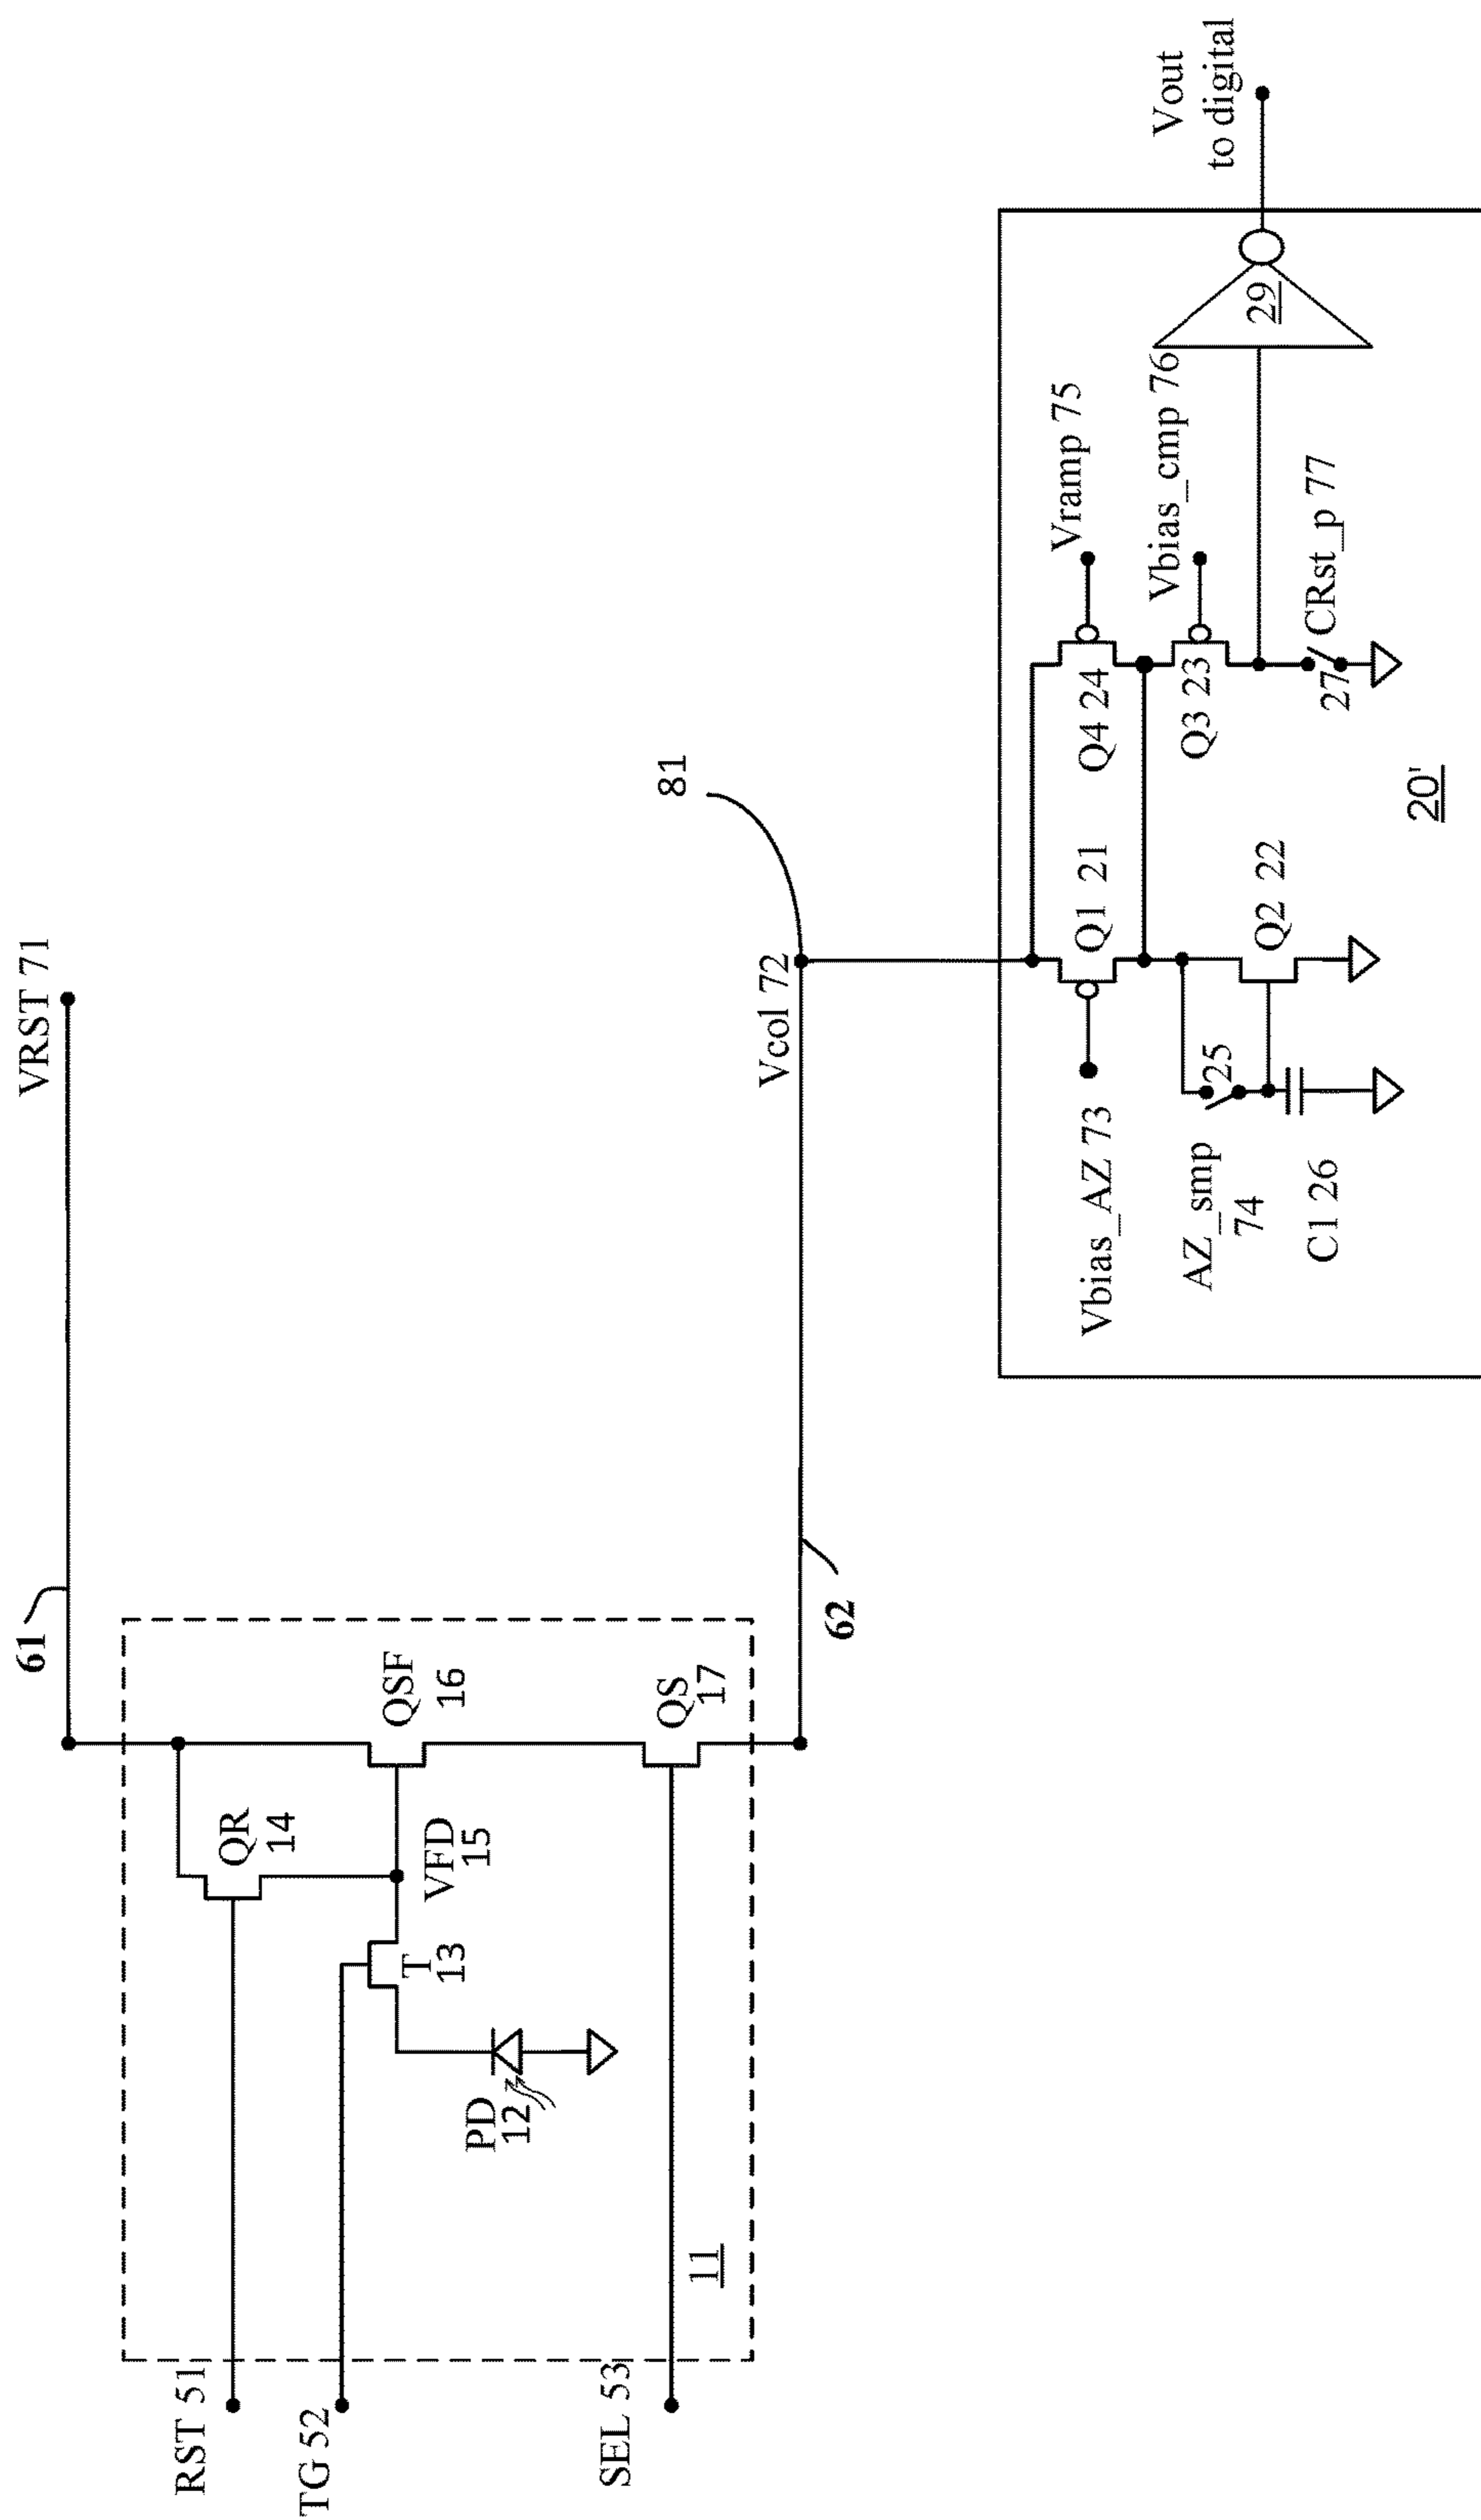 61
VRST 71
RST 51
QR
14
TG 52
QSF
16
VFD
15
T
13
PD
12
SEL 53
QS
17
11
62
Vcol 72
81
Vbias_AZ 73
Q1 21
Q4 24
Vramp 75
AZ_smp
74
25
Q3 23
Vbias_cmp 76
C1 26
Q2 22
27
CRst_p 77
29
Vout
to digital
20'